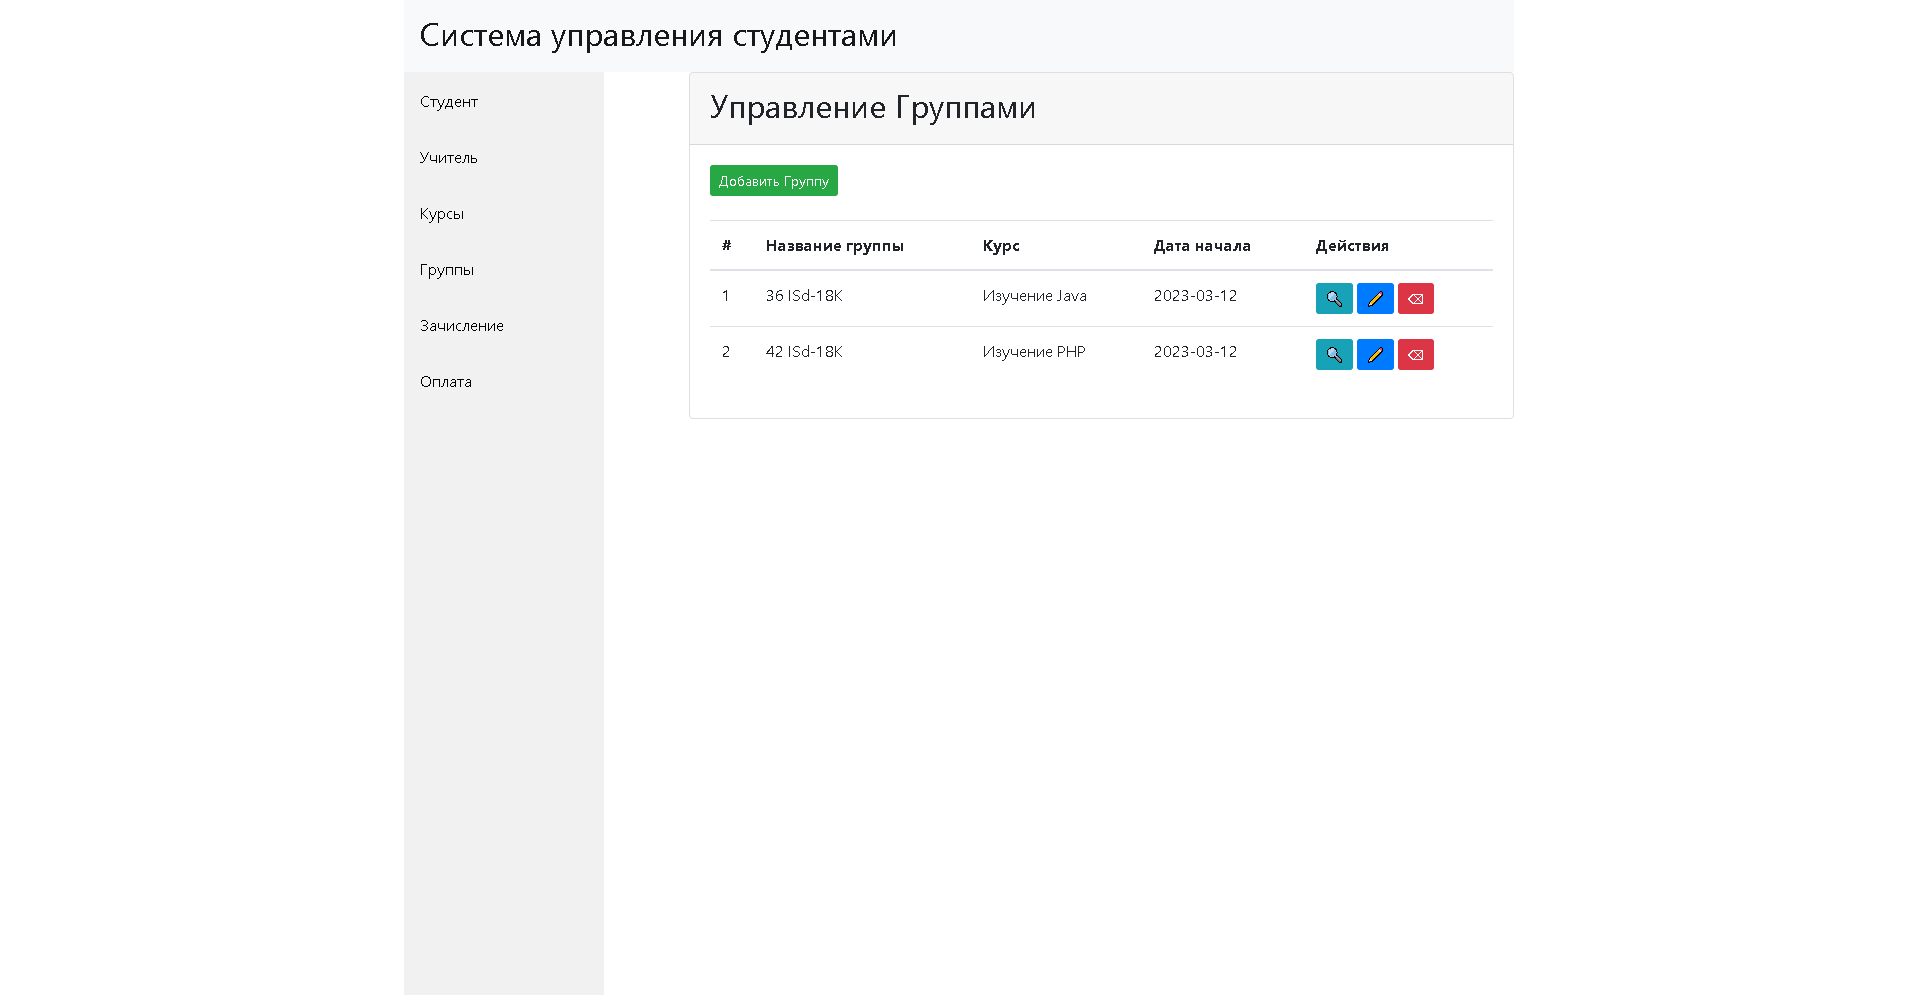 Система управления студентами
Студент
Учитель
Курсы
Группы
Зачисление
Оплата
Управление Группами
Добавить Группу
# Название группы Курс Дата начала Действия
1 36 ISd-18K Изучение Java 2023-03-12
2 42 ISd-18K Изучение PHP 2023-03-12